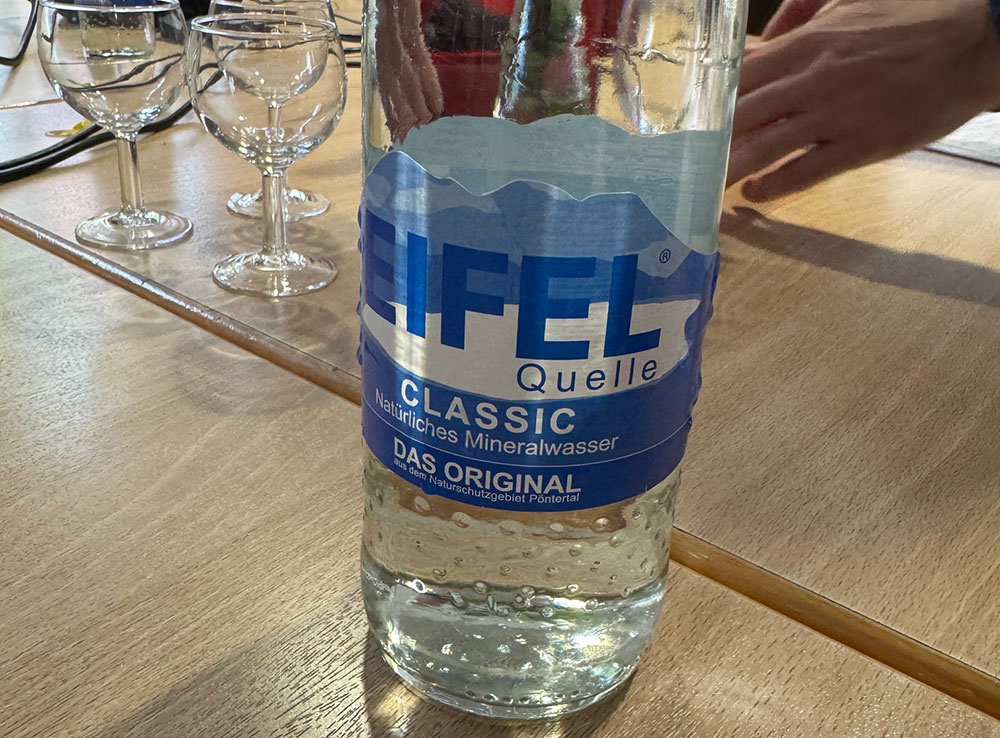 EIFEL®
Quelle
CLASSIC
Natürliches Mineralwasser
DAS ORIGINAL
aus dem Naturschutzgebiet Pöntertal